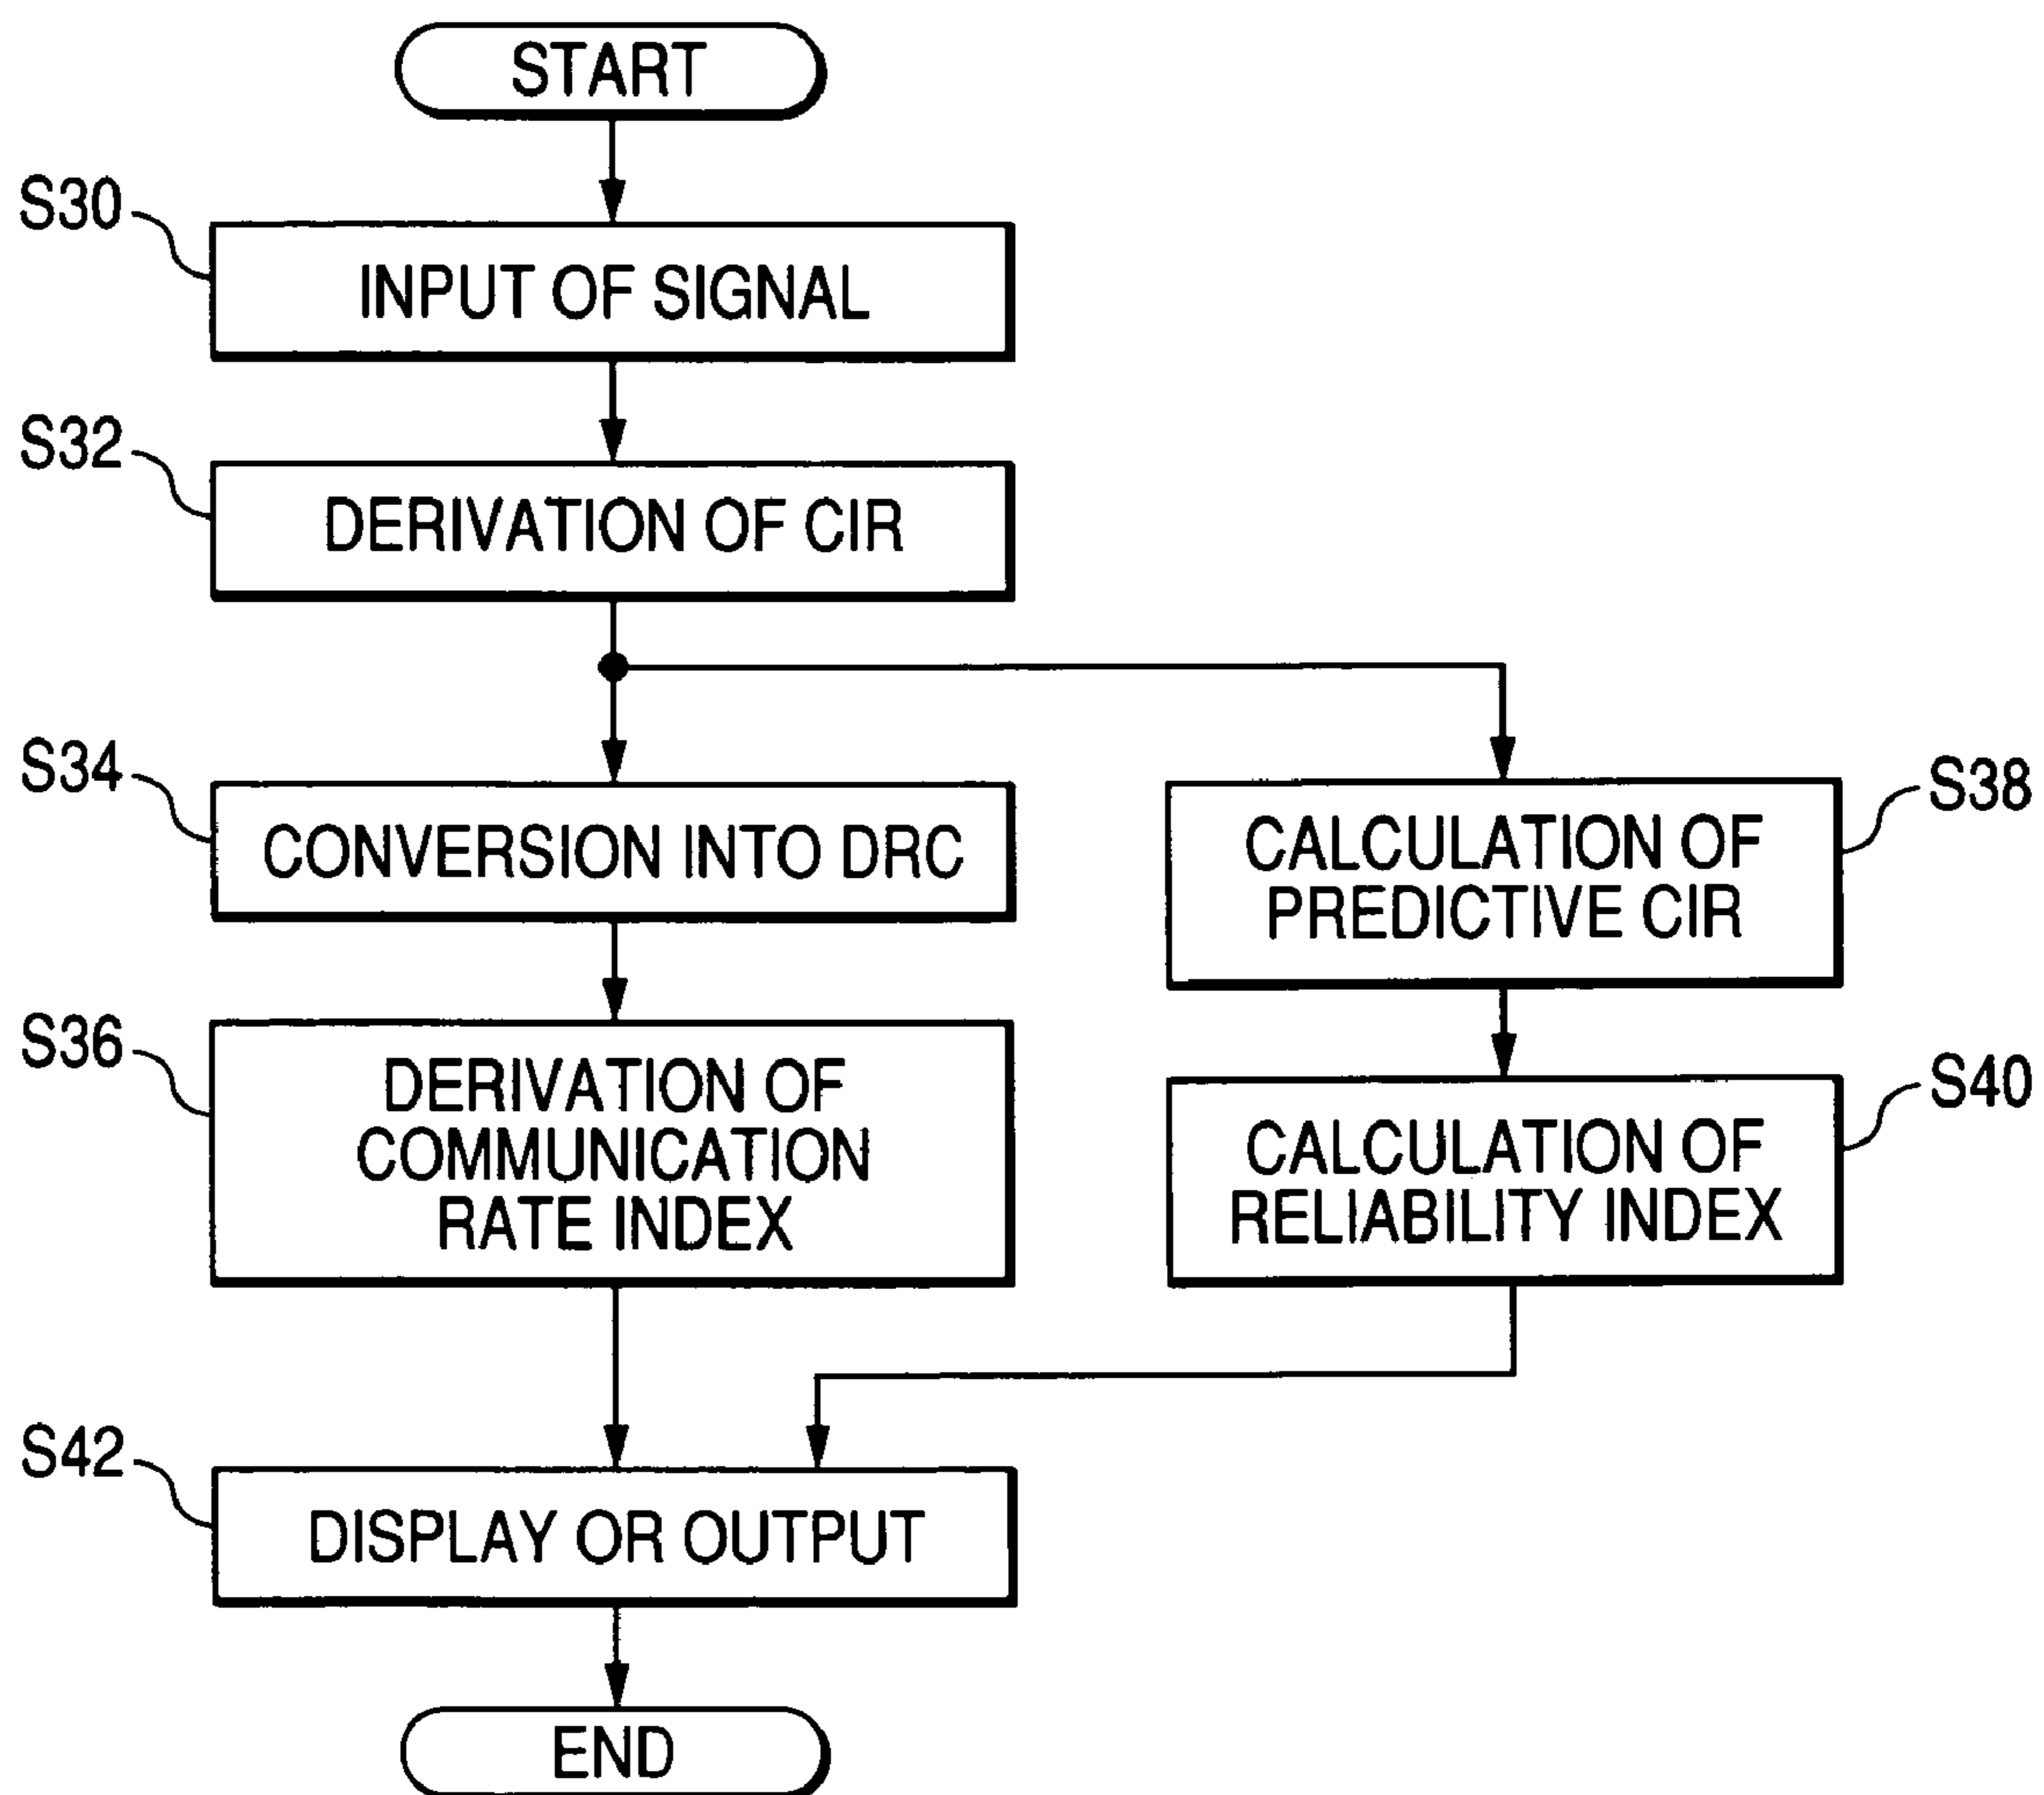 START
S30
INPUT OF SIGNAL
S32
DERIVATION OF CIR
S34
CONVERSION INTO DRC
S38
CALCULATION OF
PREDICTIVE CIR
S36
DERIVATION OF
COMMUNICATION
RATE INDEX
S40
CALCULATION OF
RELIABILITY INDEX
S42
DISPLAY OR OUTPUT
END